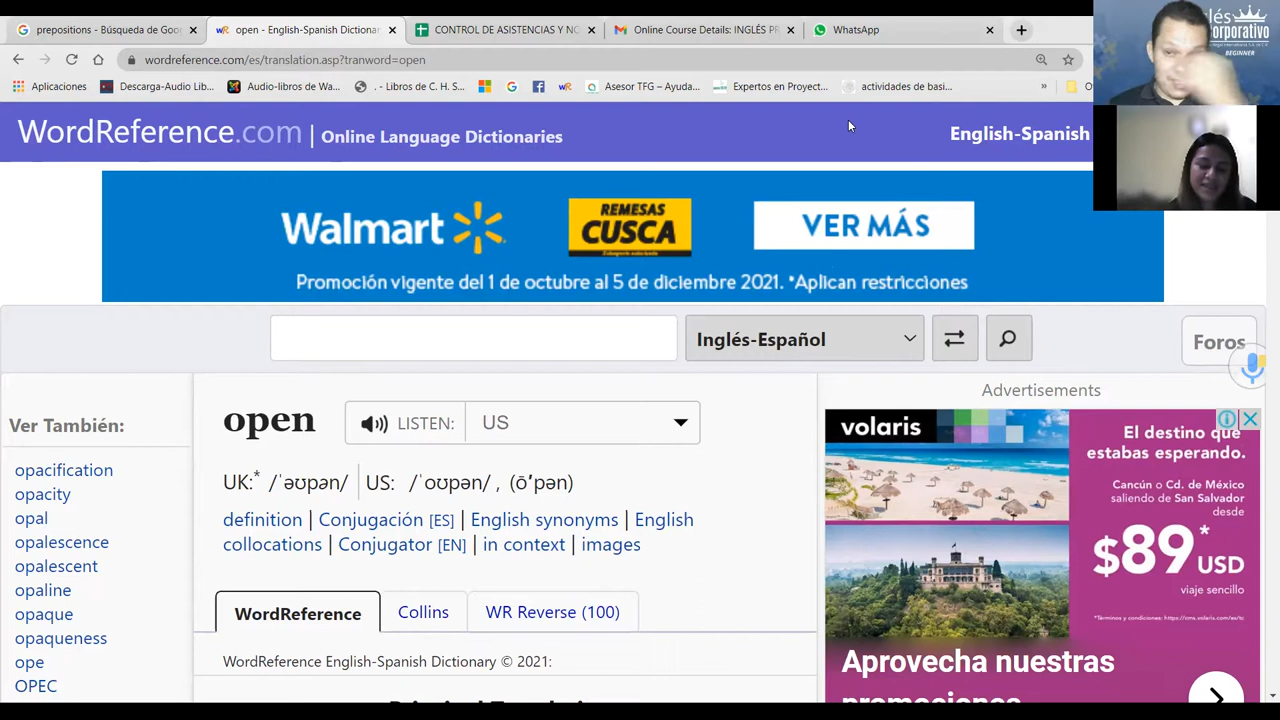 prepositions - Búsqueda de Goo
open - English-Spanish Dictionar
CONTROL DE ASISTENCIAS Y NO
Online Course Details: INGLÉS PR
WhatsApp
wordreference.com/es/translation.asp?tranword=open
Aplicaciones
Descarga-Audio Lib...
Audio-libros de Wa...
. - Libros de C. H. S...
Asesor TFG – Ayuda...
Expertos en Proyect...
actividades de basi...
»
WordReference.com | Online Language Dictionaries
English-Spanish
BEGINNER
Walmart
REMESAS
CUSCA
VER MÁS
Promoción vigente del 1 de octubre al 5 de diciembre 2021. *Aplican restricciones
Inglés-Español
Foros
Ver También:
opacification
opacity
opal
opalescence
opalescent
opaline
opaque
opaqueness
ope
OPEC
open
LISTEN:
US
UK:* /ˈəʊpən/ US: /ˈoʊpən/ , (ō′pən)
definition | Conjugación [ES] | English synonyms | English
collocations | Conjugator [EN] | in context | images
WordReference
Collins
WR Reverse (100)
WordReference English-Spanish Dictionary © 2021:
Advertisements
volaris
El destino que
estabas esperando.
Cancún o Cd. de México
saliendo de San Salvador
desde
$89*
USD
viaje sencillo
Aprovecha nuestras
promociones